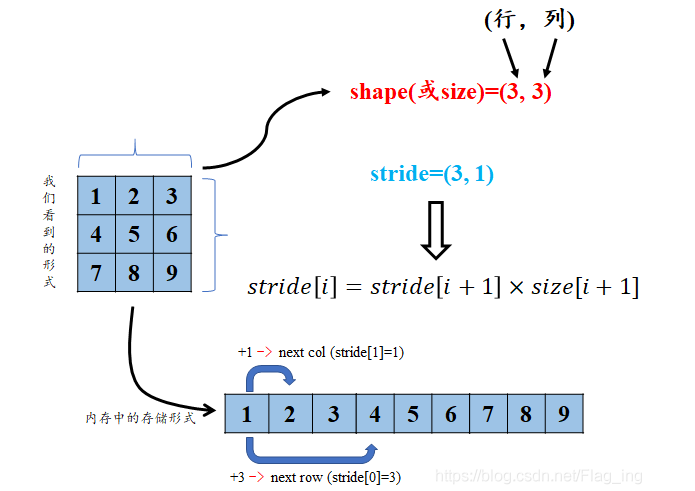 (行，列)
shape(或size)=(3, 3)
stride=(3, 1)
我们看到的形式
1 2 3
4 5 6
7 8 9
stride[i] = stride[i + 1] × size[i + 1]
+1 -> next col (stride[1]=1)
内存中的存储形式
1 2 3 4 5 6 7 8 9
+3 -> next row (stride[0]=3)
https://blog.csdn.net/Flag_ing